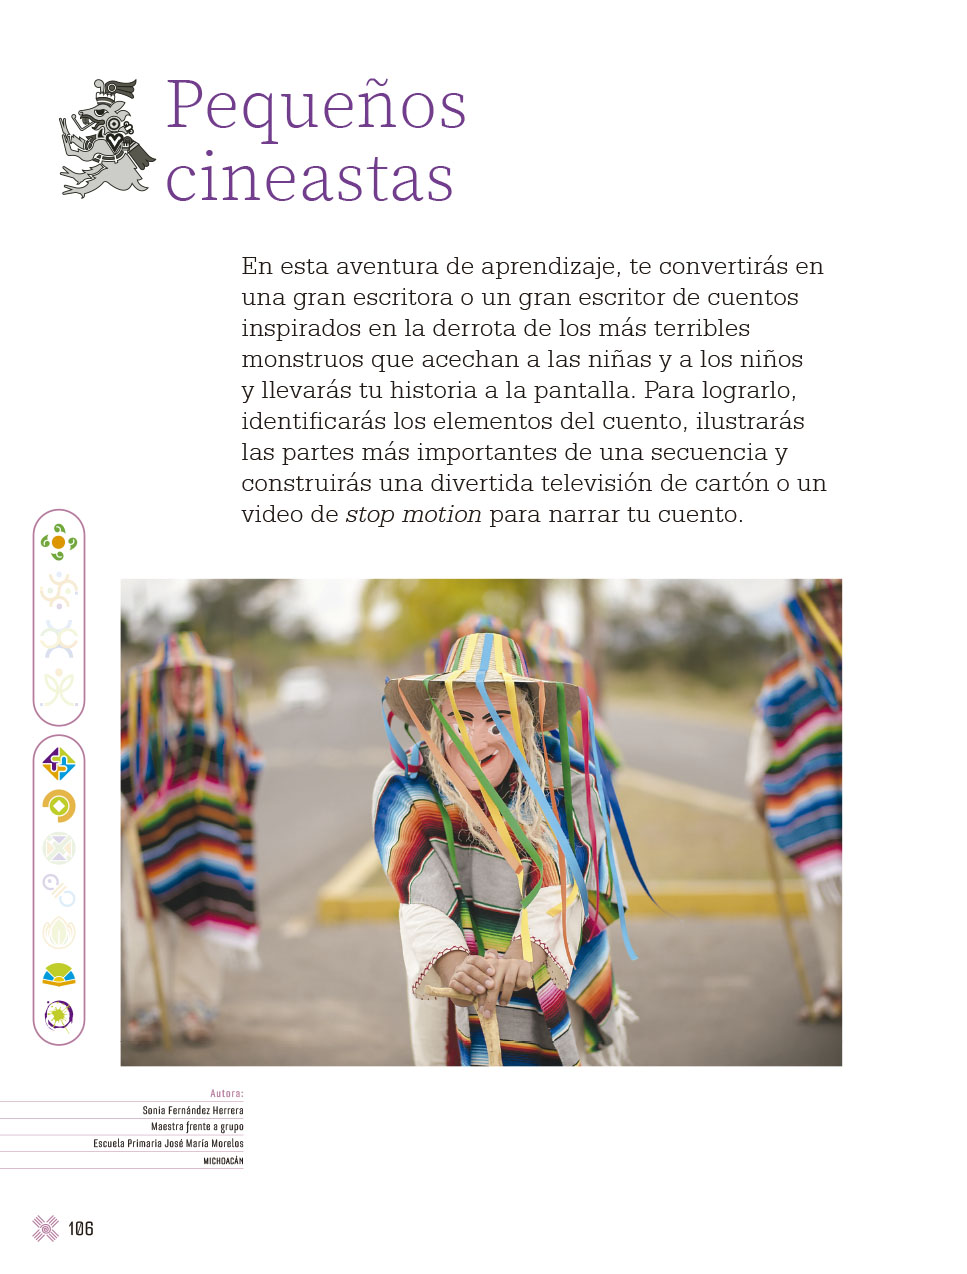 Pequeños
cineastas
En esta aventura de aprendizaje, te convertirás en
una gran escritora o un gran escritor de cuentos
inspirados en la derrota de los más terribles
monstruos que acechan a las niñas y a los niños
y llevarás tu historia a la pantalla. Para lograrlo,
identificarás los elementos del cuento, ilustrarás
las partes más importantes de una secuencia y
construirás una divertida televisión de cartón o un
video de stop motion para narrar tu cuento.
Autora:
Sonia Fernández Herrera
Maestra frente a grupo
Escuela Primaria José María Morelos
MICHOACÁN
106